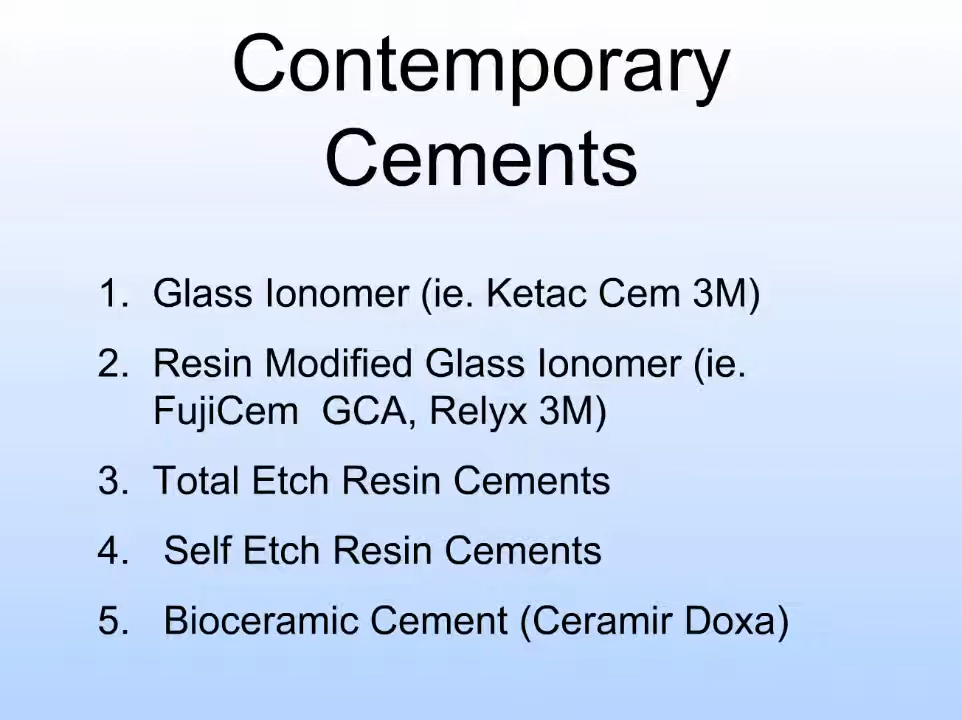 Contemporary
Cements
1. Glass Ionomer (ie. Ketac Cem 3M)
2. Resin Modified Glass Ionomer (ie.
FujiCem  GCA, Relyx 3M)
3. Total Etch Resin Cements
4.  Self Etch Resin Cements
5.  Bioceramic Cement (Ceramir Doxa)